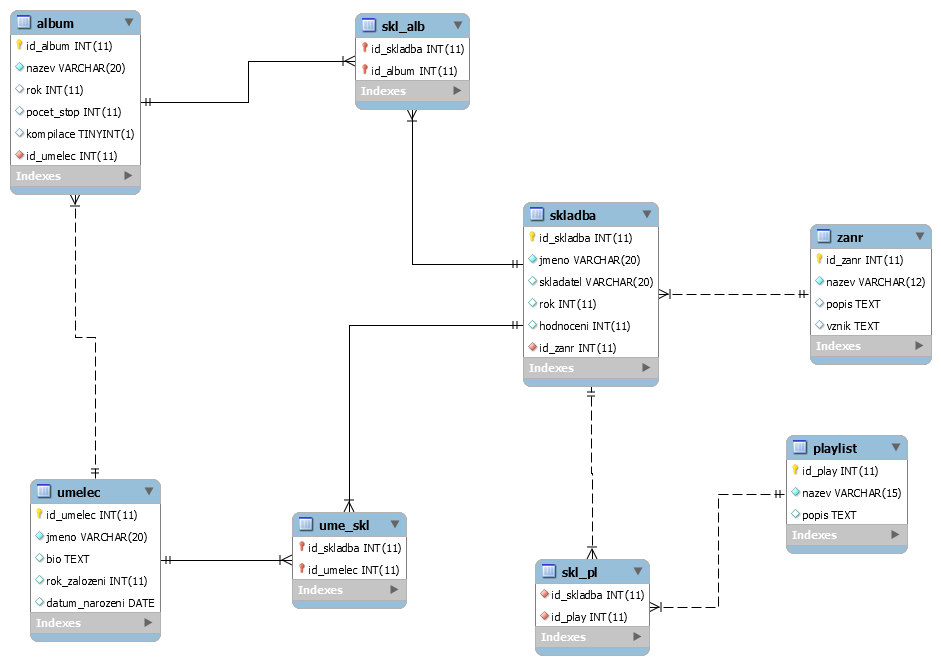 album
id_album INT(11)
nazev VARCHAR(20)
rok INT(11)
pocet_stop INT(11)
kompilace TINYINT(1)
id_umelec INT(11)
Indexes
skl_alb
id_skladba INT(11)
id_album INT(11)
Indexes
skladba
id_skladba INT(11)
jmeno VARCHAR(20)
skladatel VARCHAR(20)
rok INT(11)
hodnoceni INT(11)
id_zanr INT(11)
Indexes
zanr
id_zanr INT(11)
nazev VARCHAR(12)
popis TEXT
vznik TEXT
Indexes
umelec
id_umelec INT(11)
jmeno VARCHAR(20)
bio TEXT
rok_zalozeni INT(11)
datum_narozeni DATE
Indexes
ume_skl
id_skladba INT(11)
id_umelec INT(11)
Indexes
skl_pl
id_skladba INT(11)
id_play INT(11)
Indexes
playlist
id_play INT(11)
nazev VARCHAR(15)
popis TEXT
Indexes